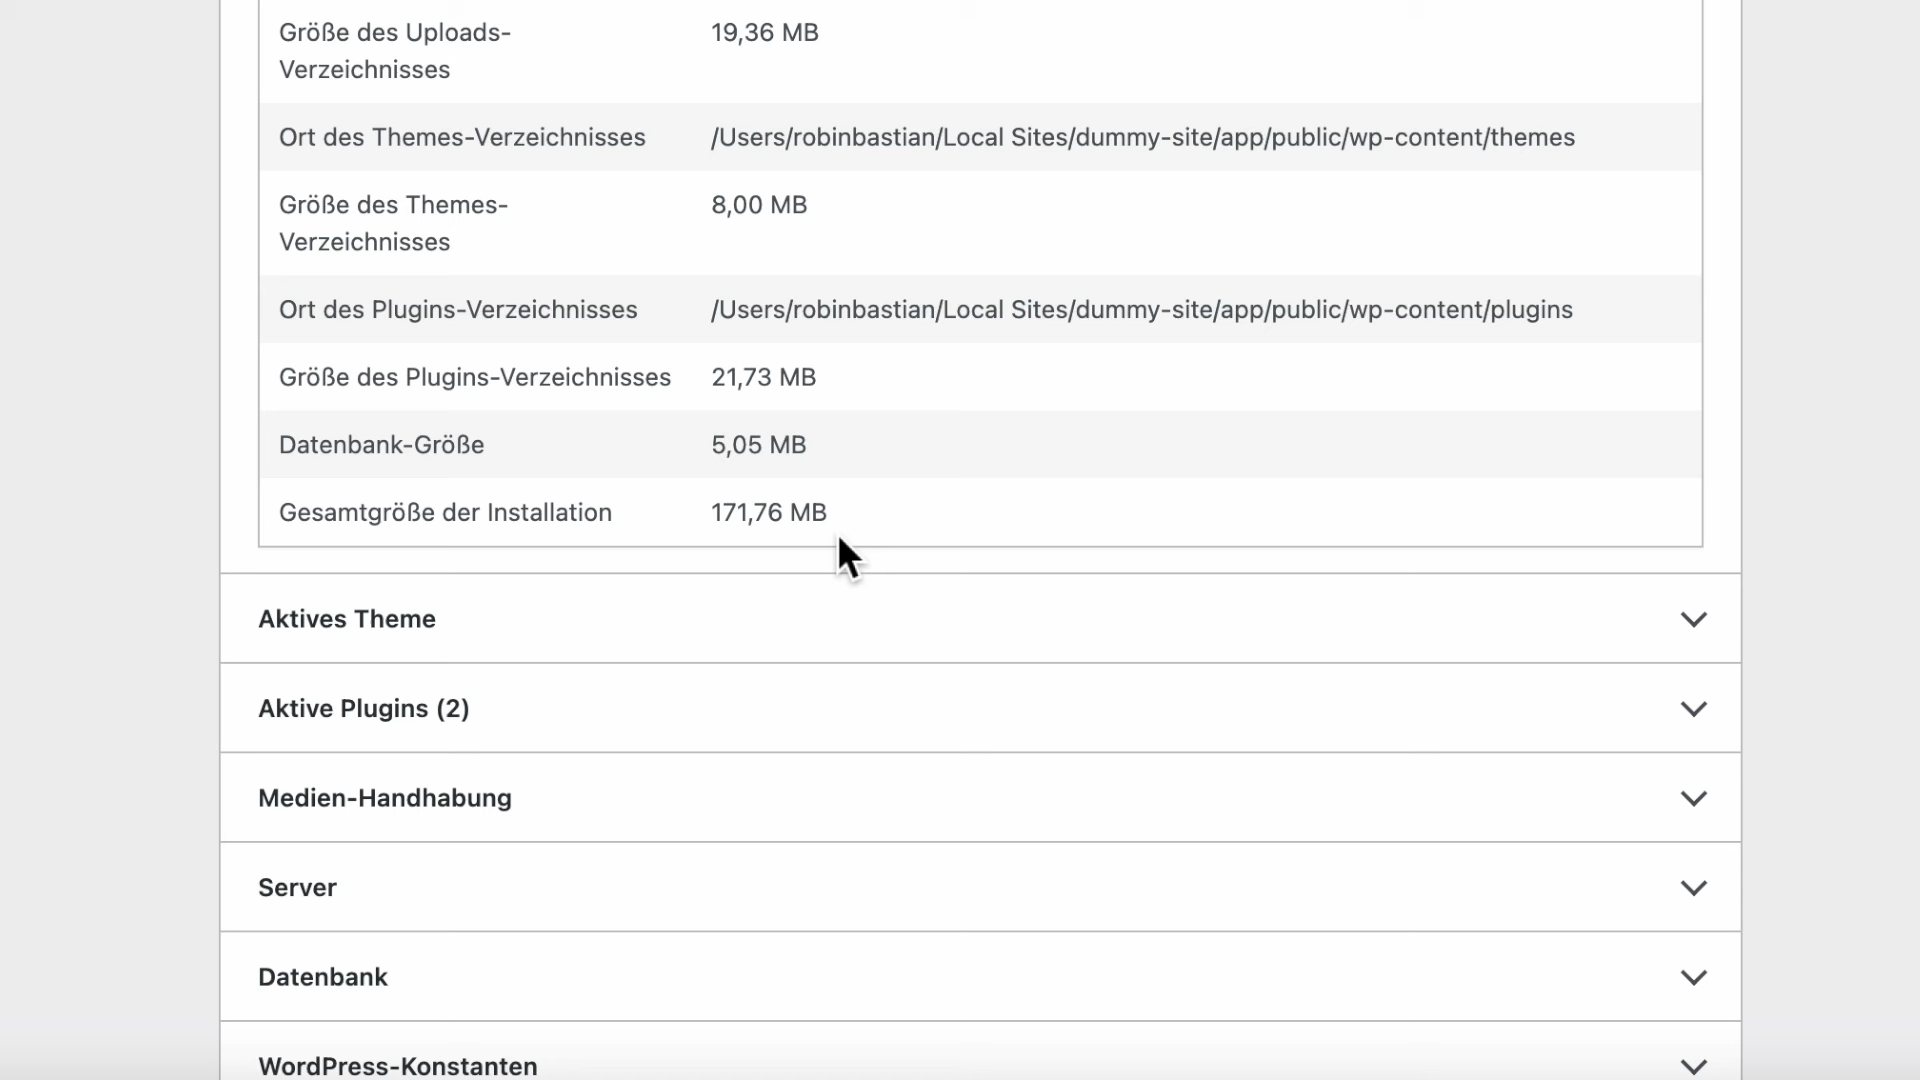 Größe des Uploads- 19,36 MB
Verzeichnisses
Ort des Themes-Verzeichnisses /Users/robinbastian/Local Sites/dummy-site/app/public/wp-content/themes
Größe des Themes- 8,00 MB
Verzeichnisses
Ort des Plugins-Verzeichnisses /Users/robinbastian/Local Sites/dummy-site/app/public/wp-content/plugins
Größe des Plugins-Verzeichnisses 21,73 MB
Datenbank-Größe 5,05 MB
Gesamtgröße der Installation 171,76 MB
Aktives Theme
Aktive Plugins (2)
Medien-Handhabung
Server
Datenbank
WordPress-Konstanten